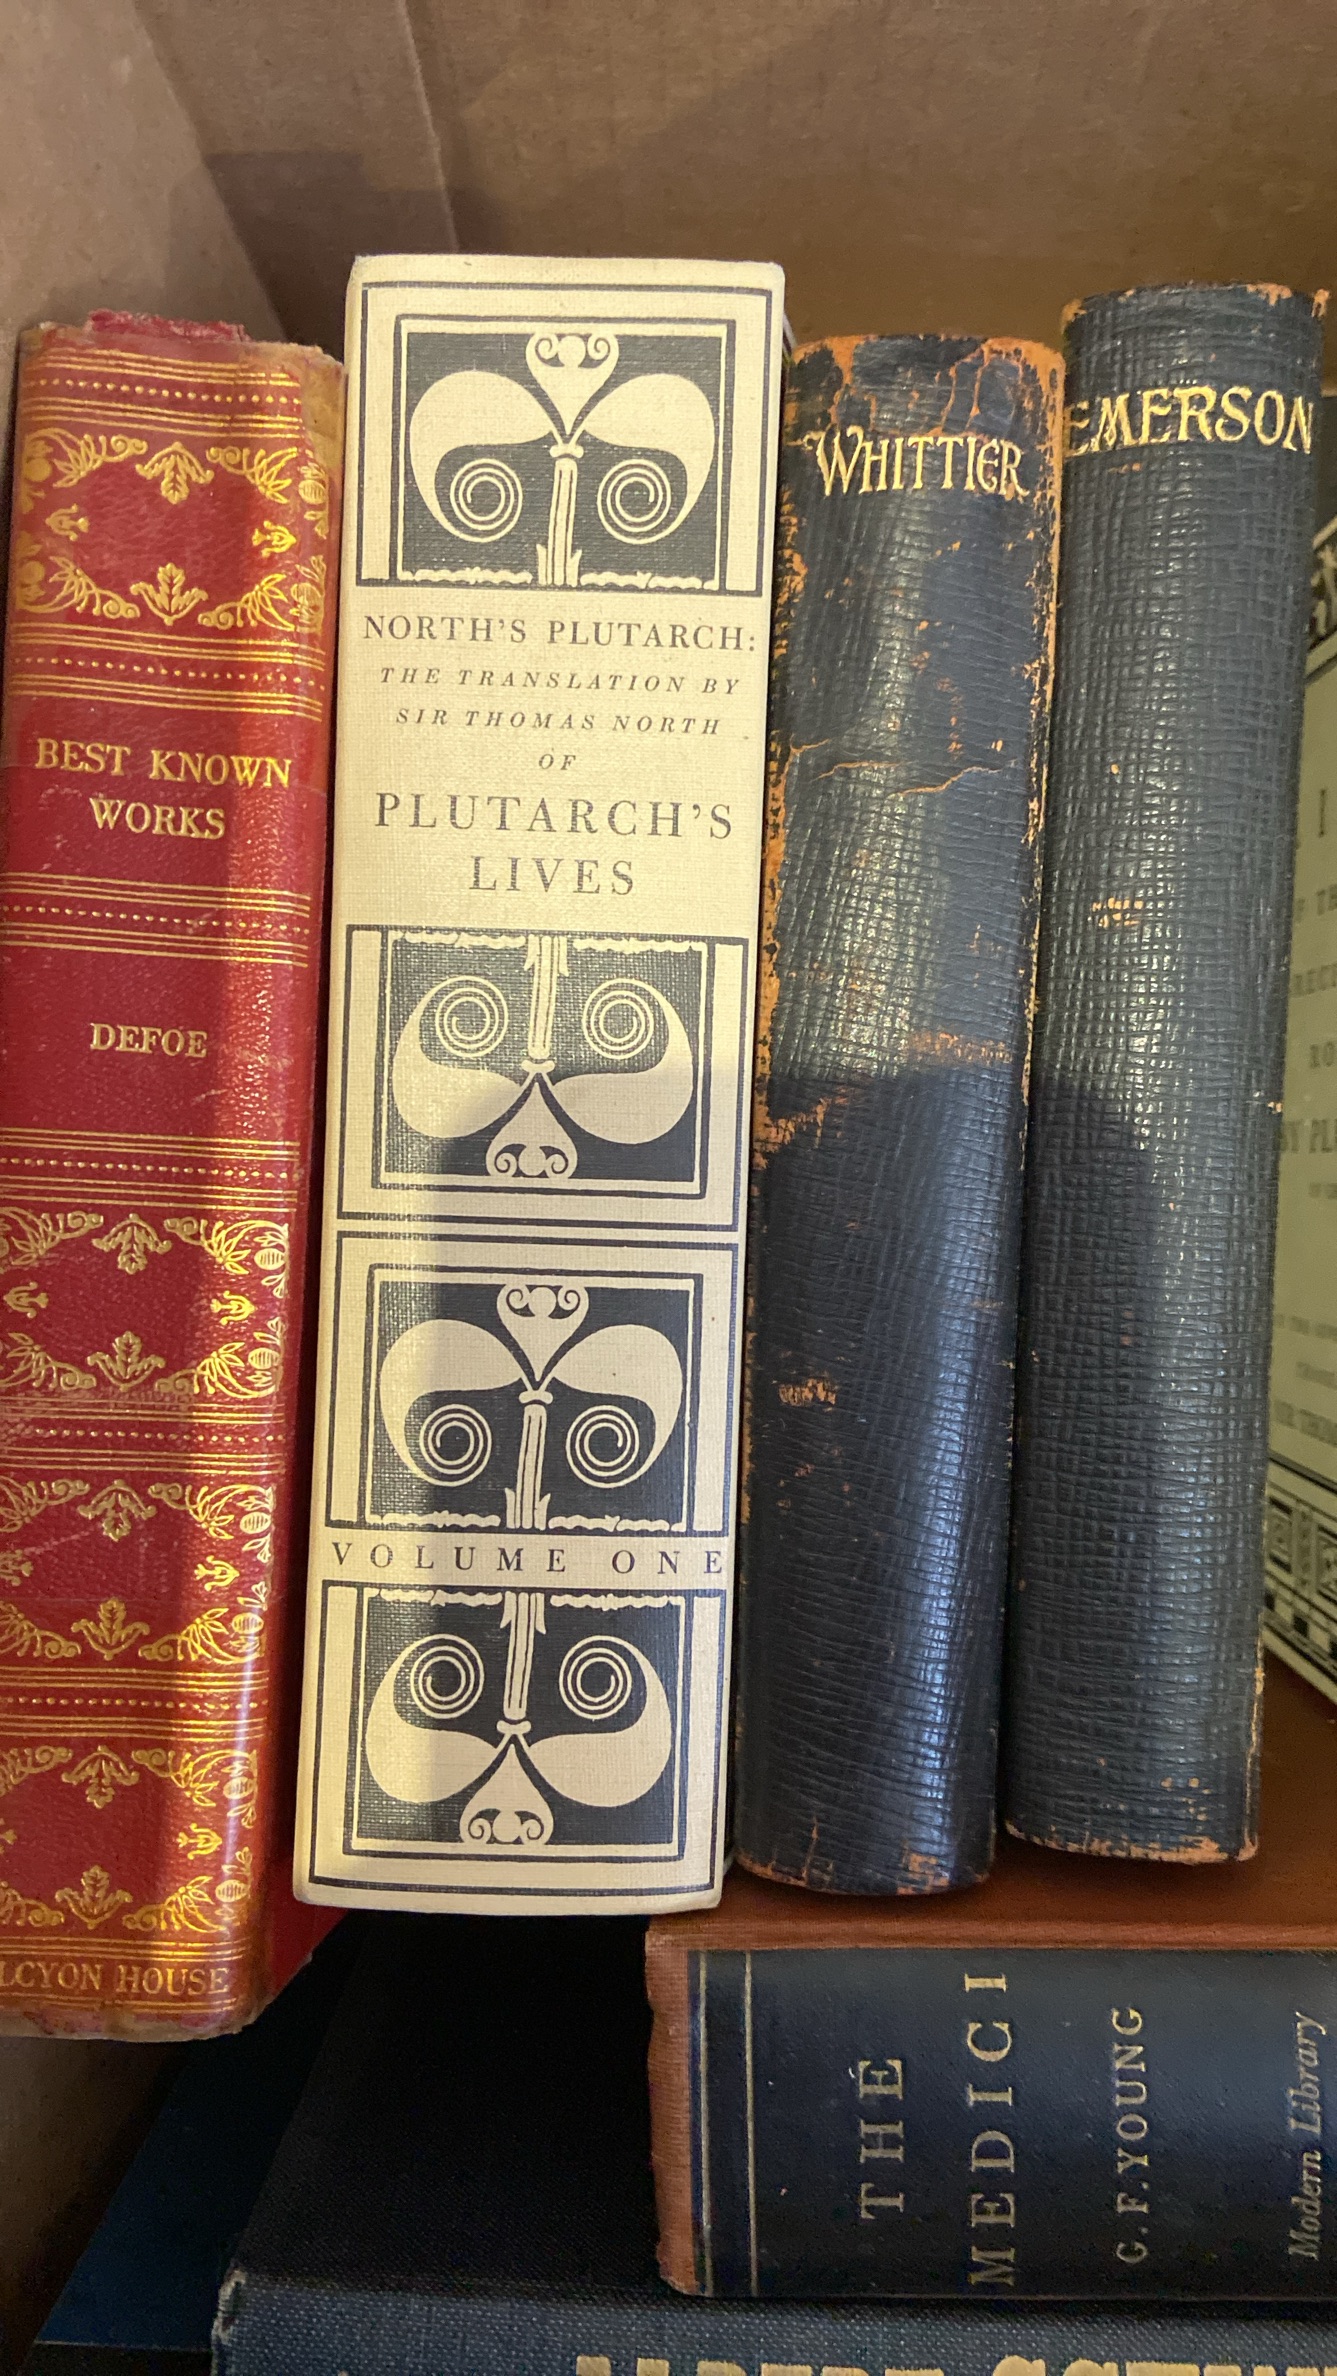 BEST KNOWN
WORKS
DEFOE
LCYON HOUSE
NORTH'S PLUTARCH:
THE TRANSLATION BY
SIR THOMAS NORTH
OF
PLUTARCH'S
LIVES
VOLUME ONE
WHITTIER
EMERSON
THE
MEDICI
G. F. YOUNG
Modern Library